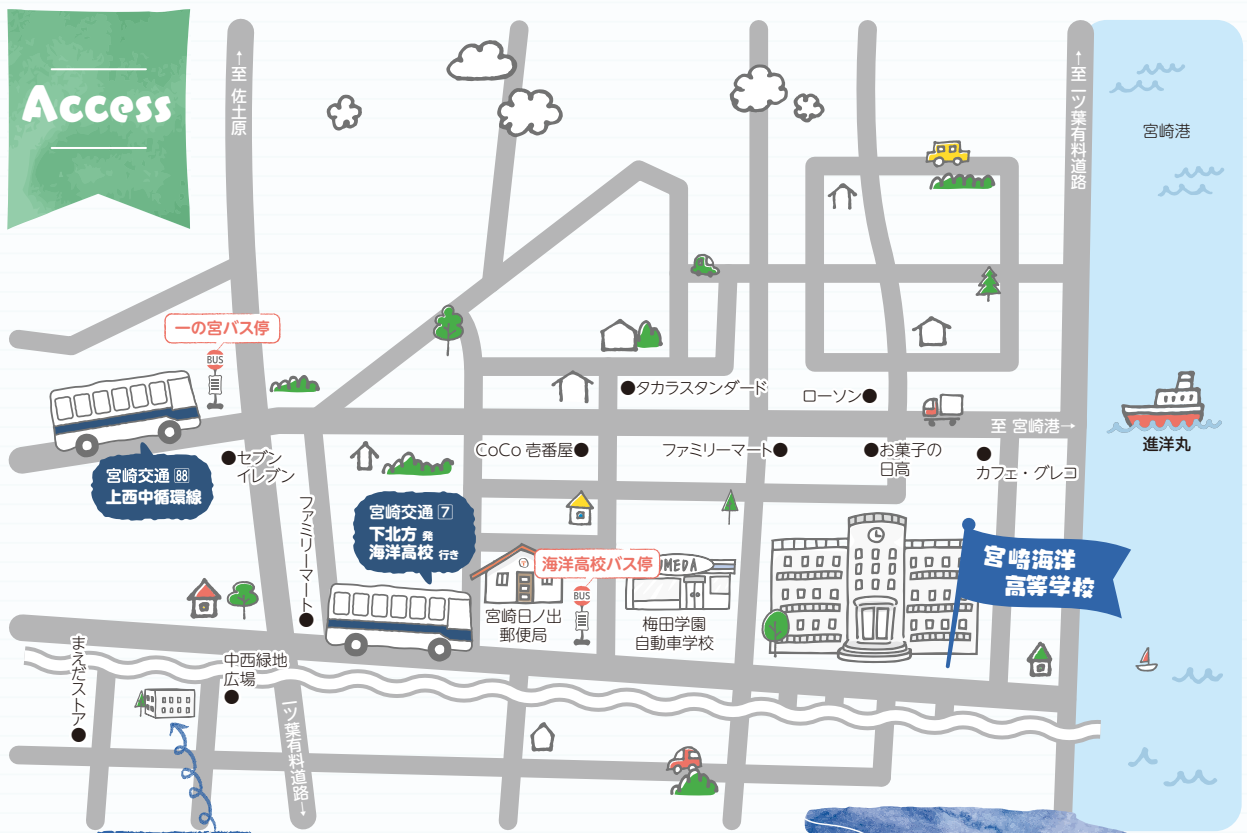 Access
↑至 佐土原
↑至 一ツ葉有料道路
宮崎港
一の宮バス停
BUS
タカラスタンダード
ローソン
至 宮崎港→
進洋丸
宮崎交通 88
上西中循環線
セブン
イレブン
CoCo 壱番屋
ファミリーマート
お菓子の
日高
カフェ・グレコ
ファミリーマート
宮崎交通 7
下北方 発
海洋高校 行き
海洋高校バス停
BUS
UMEDA
宮崎海洋
高等学校
宮崎日ノ出
郵便局
梅田学園
自動車学校
まえだストア
中西緑地
広場
一ツ葉有料道路→